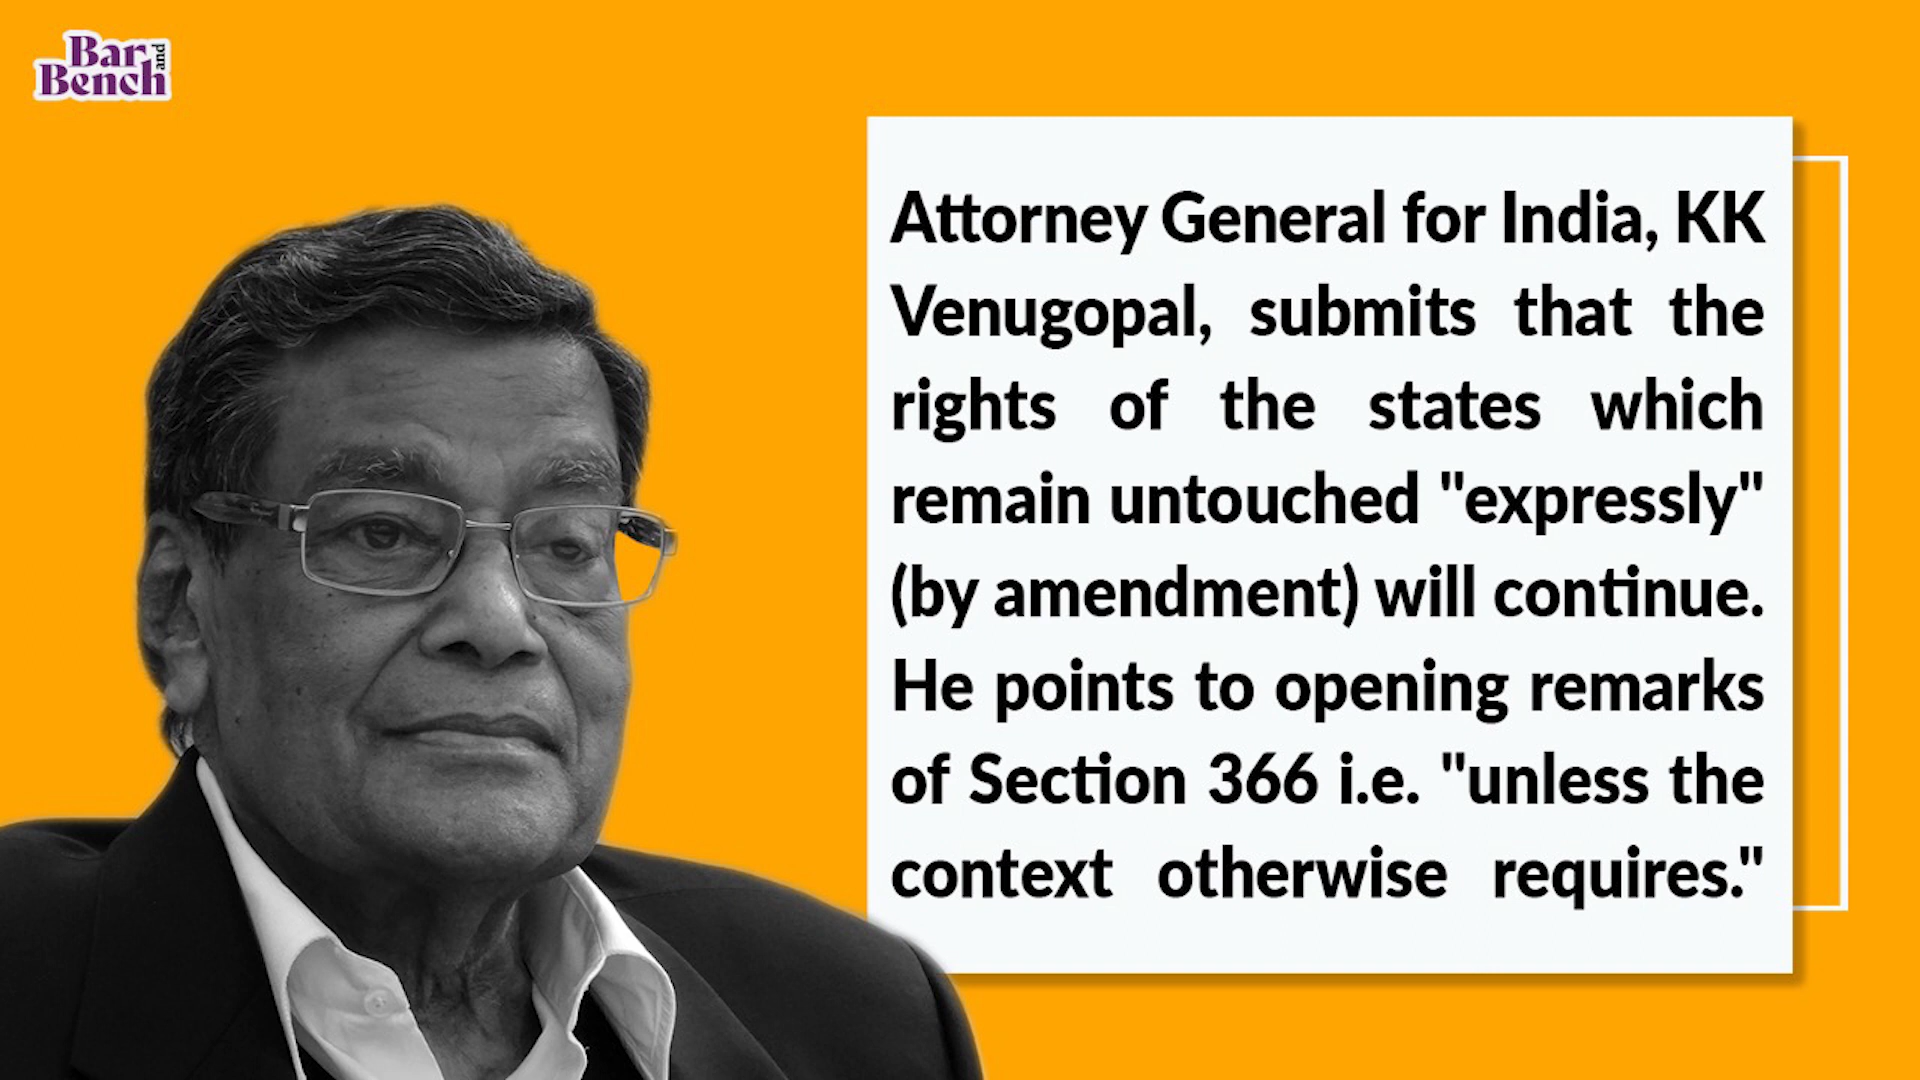 Bar and
Bench
Attorney General for India, KK
Venugopal, submits that the
rights of the states which
remain untouched "expressly"
(by amendment) will continue.
He points to opening remarks
of Section 366 i.e. "unless the
context otherwise requires."